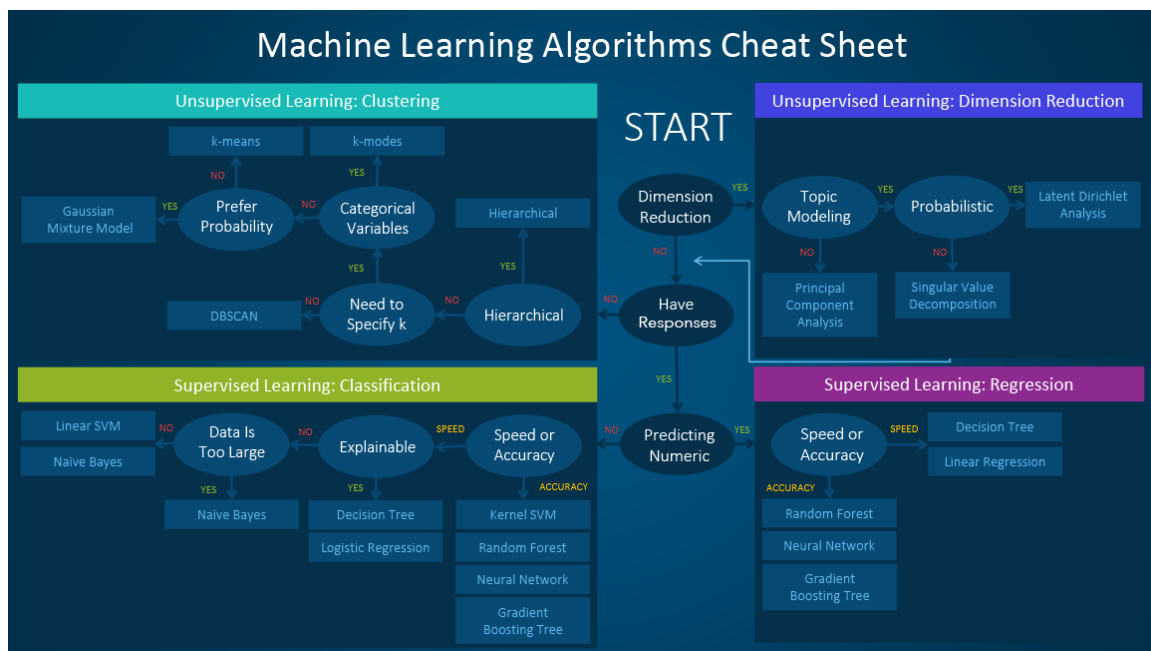 Machine Learning Algorithms Cheat Sheet
Unsupervised Learning: Clustering
k-means
k-modes
NO
YES
Gaussian
Mixture Model
YES
Prefer
Probability
NO
Categorical
Variables
Hierarchical
YES
YES
DBSCAN
NO
Need to
Specify k
NO
Hierarchical
START
Dimension
Reduction
YES
NO
NO
Have
Responses
YES
NO
Predicting
Numeric
YES
Unsupervised Learning: Dimension Reduction
Topic
Modeling
YES
Probabilistic
YES
Latent Dirichlet
Analysis
NO
NO
Principal
Component
Analysis
Singular Value
Decomposition
Supervised Learning: Classification
Linear SVM
Naïve Bayes
NO
Data Is
Too Large
NO
Explainable
SPEED
Speed or
Accuracy
YES
YES
ACCURACY
Naïve Bayes
Decision Tree
Logistic Regression
Kernel SVM
Random Forest
Neural Network
Gradient
Boosting Tree
Supervised Learning: Regression
Speed or
Accuracy
SPEED
Decision Tree
Linear Regression
ACCURACY
Random Forest
Neural Network
Gradient
Boosting Tree